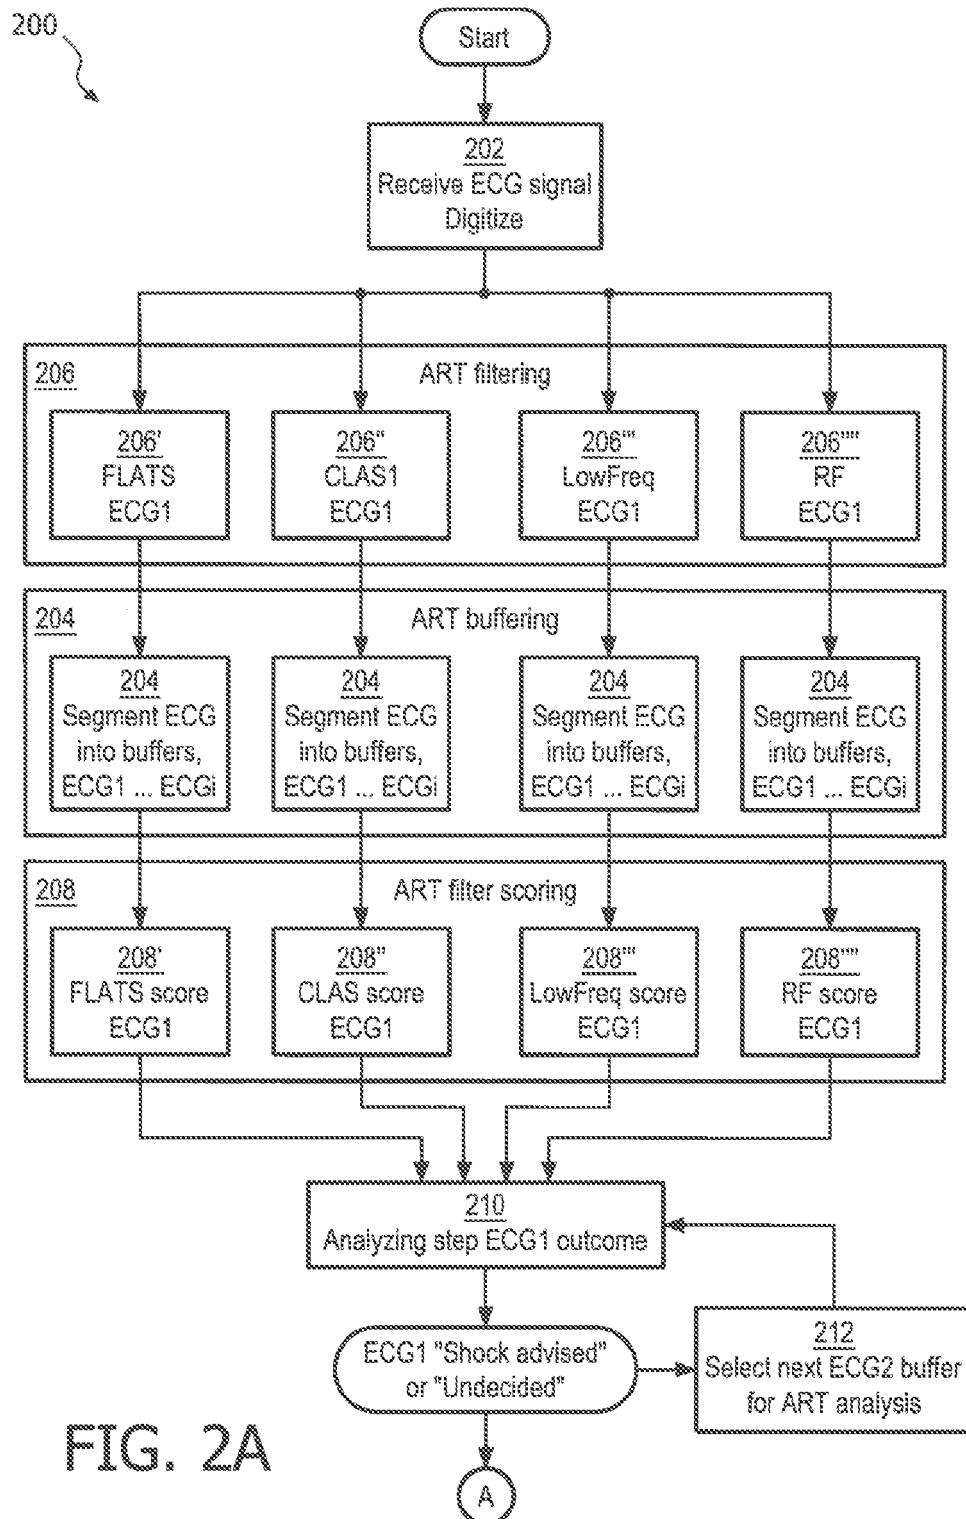 200
Start
202
Receive ECG signal
Digitize
206
ART filtering
206'
FLATS
ECG1
206''
CLAS1
ECG1
206'''
LowFreq
ECG1
206''''
RF
ECG1
204
ART buffering
204
Segment ECG
into buffers,
ECG1 ... ECGi
204
Segment ECG
into buffers,
ECG1 ... ECGi
204
Segment ECG
into buffers,
ECG1 ... ECGi
204
Segment ECG
into buffers,
ECG1 ... ECGi
208
ART filter scoring
208'
FLATS score
ECG1
208''
CLAS score
ECG1
208'''
LowFreq score
ECG1
208''''
RF score
ECG1
210
Analyzing step ECG1 outcome
ECG1 "Shock advised"
or "Undecided"
212
Select next ECG2 buffer
for ART analysis
FIG. 2A
A